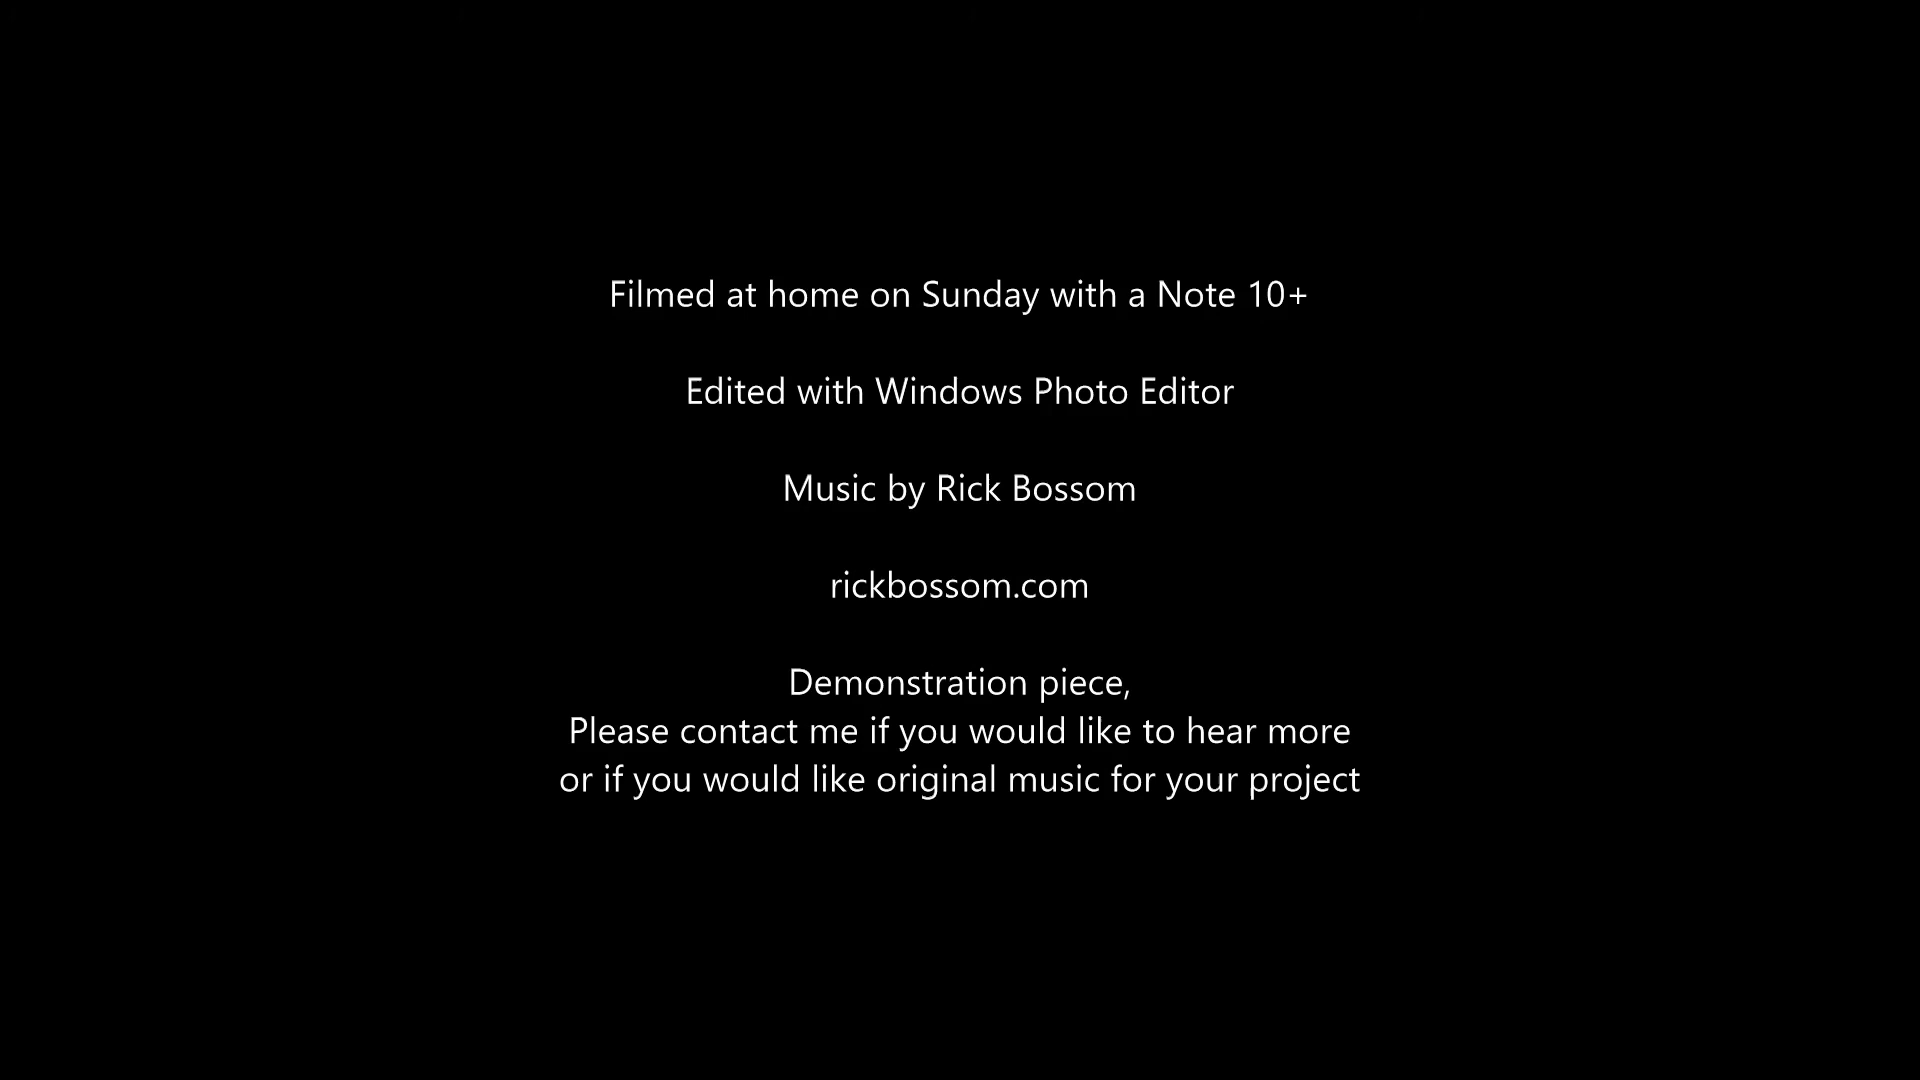 Filmed at home on Sunday with a Note 10+
Edited with Windows Photo Editor
Music by Rick Bossom
rickbossom.com
Demonstration piece,
Please contact me if you would like to hear more
or if you would like original music for your project